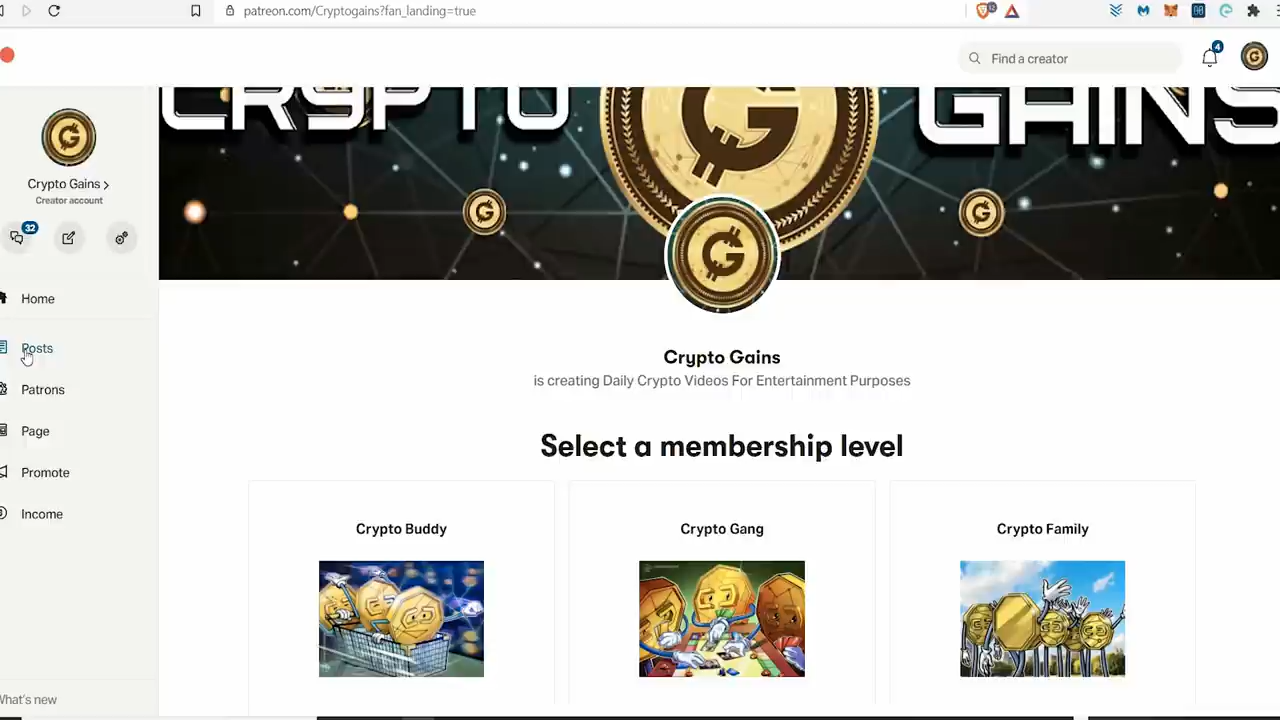 patreon.com/Cryptogains?fan_landing=true
Find a creator
4
CRYPTO GAINS
Crypto Gains
Creator account
32
Home
Posts
Patrons
Page
Promote
Income
What's new
Crypto Gains
is creating Daily Crypto Videos For Entertainment Purposes
Select a membership level
Crypto Buddy
Crypto Gang
Crypto Family